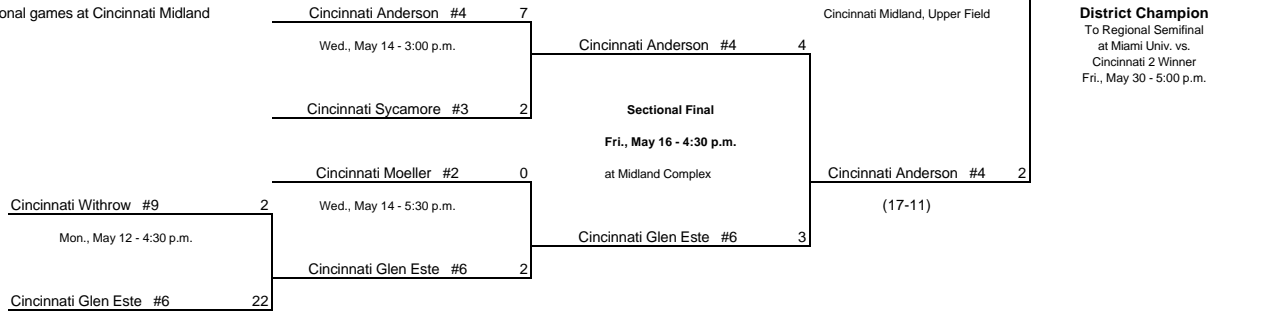 onal games at Cincinnati Midland
Cincinnati Anderson #4 7
Cincinnati Midland, Upper Field
District Champion
To Regional Semifinal
Wed., May 14 - 3:00 p.m.
Cincinnati Anderson #4 4
at Miami Univ. vs.
Cincinnati 2 Winner
Fri., May 30 - 5:00 p.m.
Cincinnati Sycamore #3 2
Sectional Final
Fri., May 16 - 4:30 p.m.
Cincinnati Moeller #2 0
at Midland Complex
Cincinnati Anderson #4 2
Cincinnati Withrow #9 2
Wed., May 14 - 5:30 p.m.
(17-11)
Mon., May 12 - 4:30 p.m.
Cincinnati Glen Este #6 3
Cincinnati Glen Este #6 2
Cincinnati Glen Este #6 22